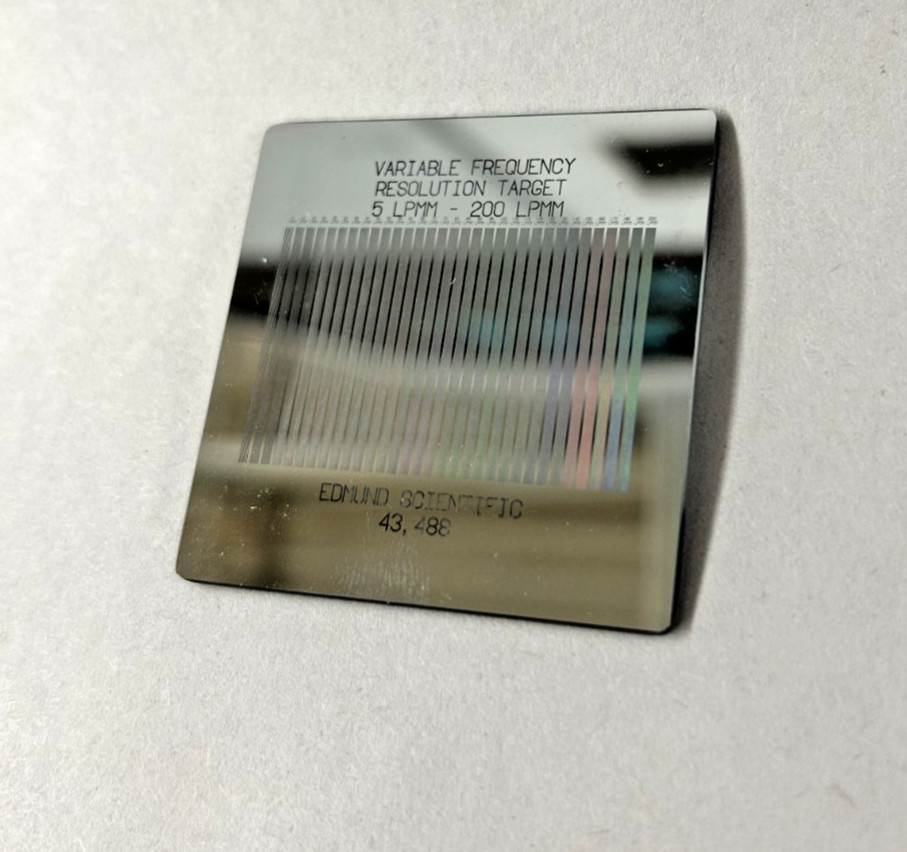 VARIABLE FREQUENCY
RESOLUTION TARGET
5 LPMM - 200 LPMM
EDMUND SCIENTIFIC
43,488